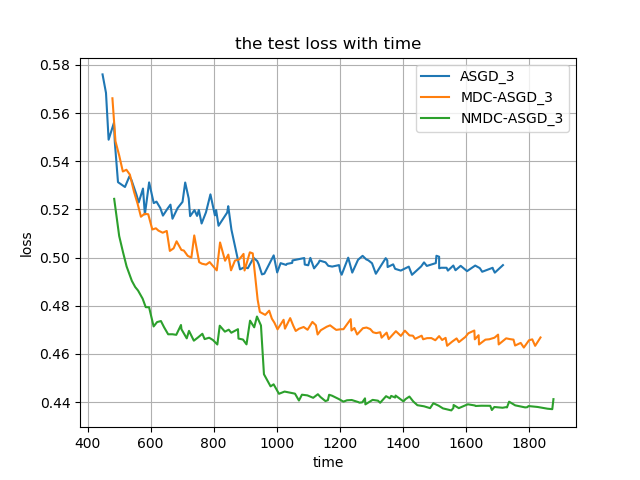 the test loss with time
0.58
0.56
0.54
0.52
0.50
0.48
0.46
0.44
loss
ASGD_3
MDC-ASGD_3
NMDC-ASGD_3
400 600 800 1000 1200 1400 1600 1800
time